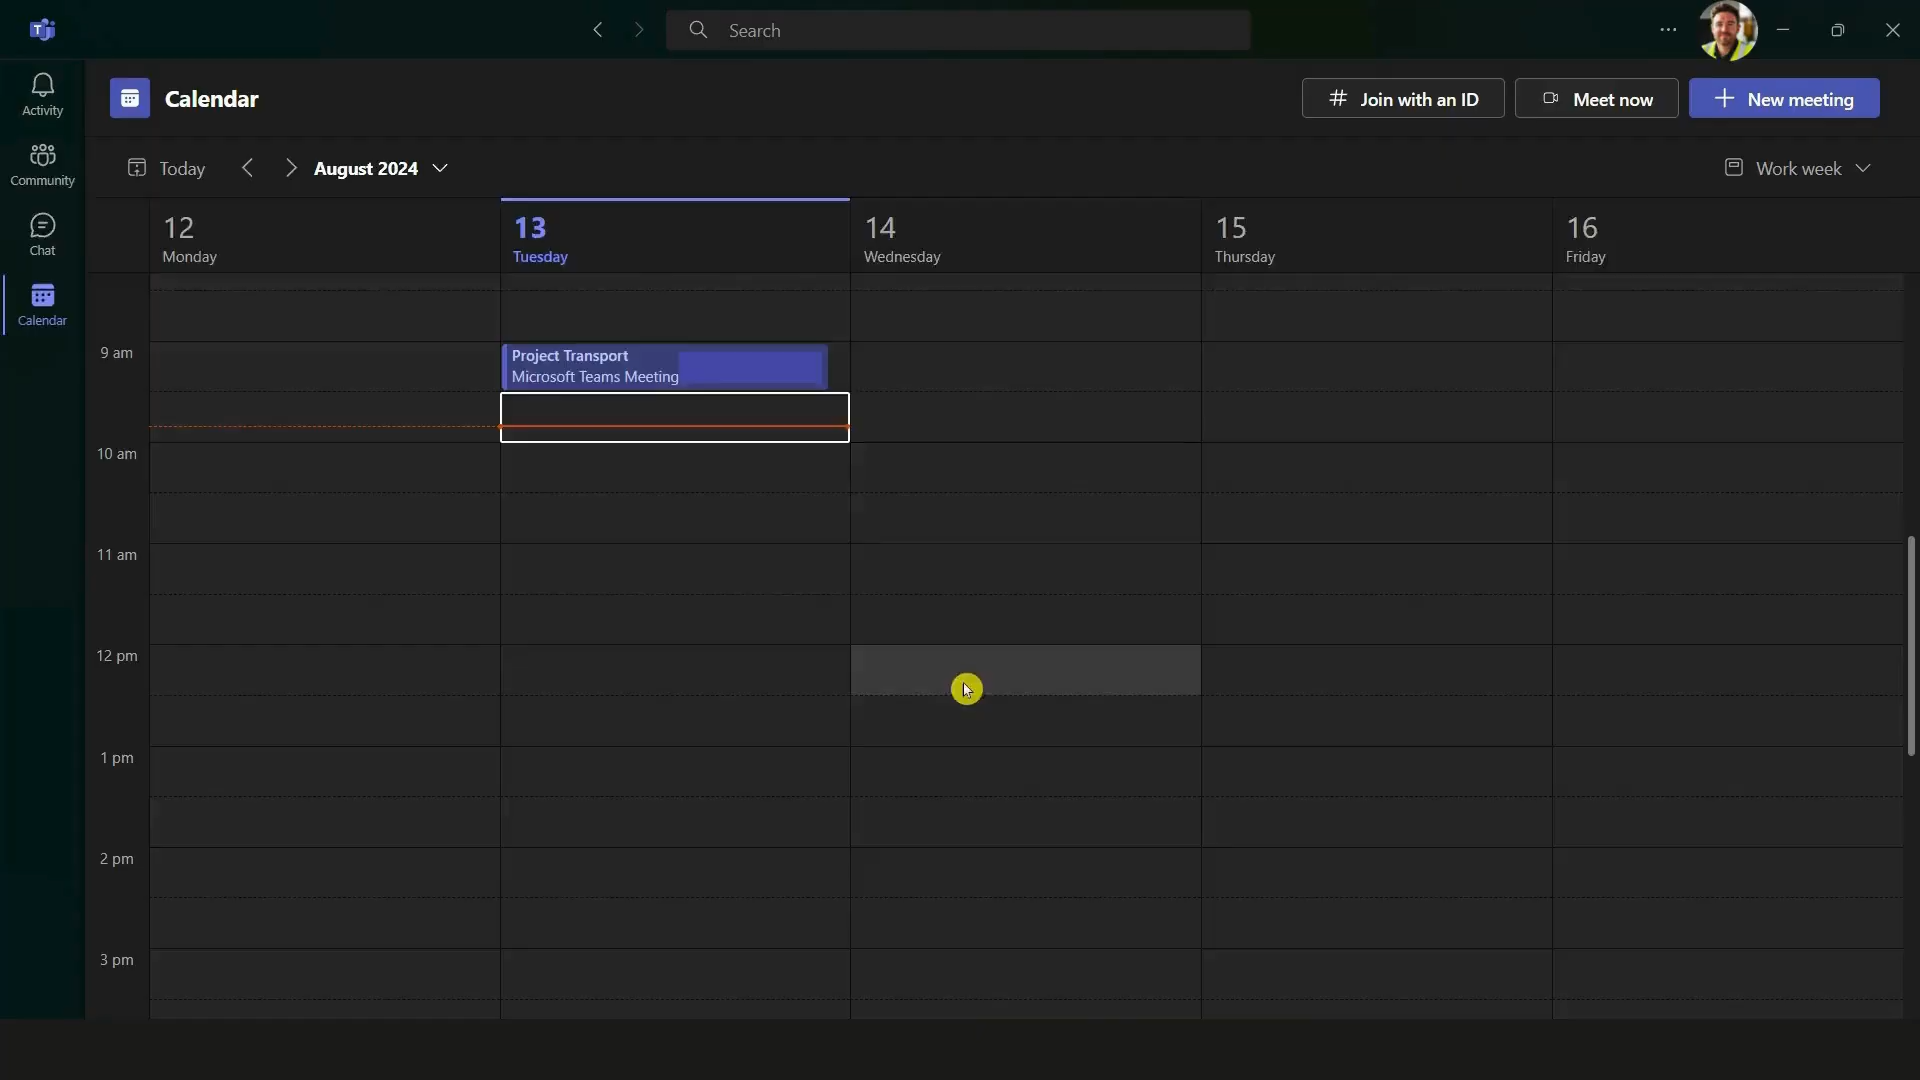 Search
Activity
Community
Chat
Calendar
Calendar
Join with an ID
Meet now
New meeting
Today
August 2024
Work week
12
Monday
13
Tuesday
14
Wednesday
15
Thursday
16
Friday
9 am
Project Transport
Microsoft Teams Meeting
10 am
11 am
12 pm
1 pm
2 pm
3 pm